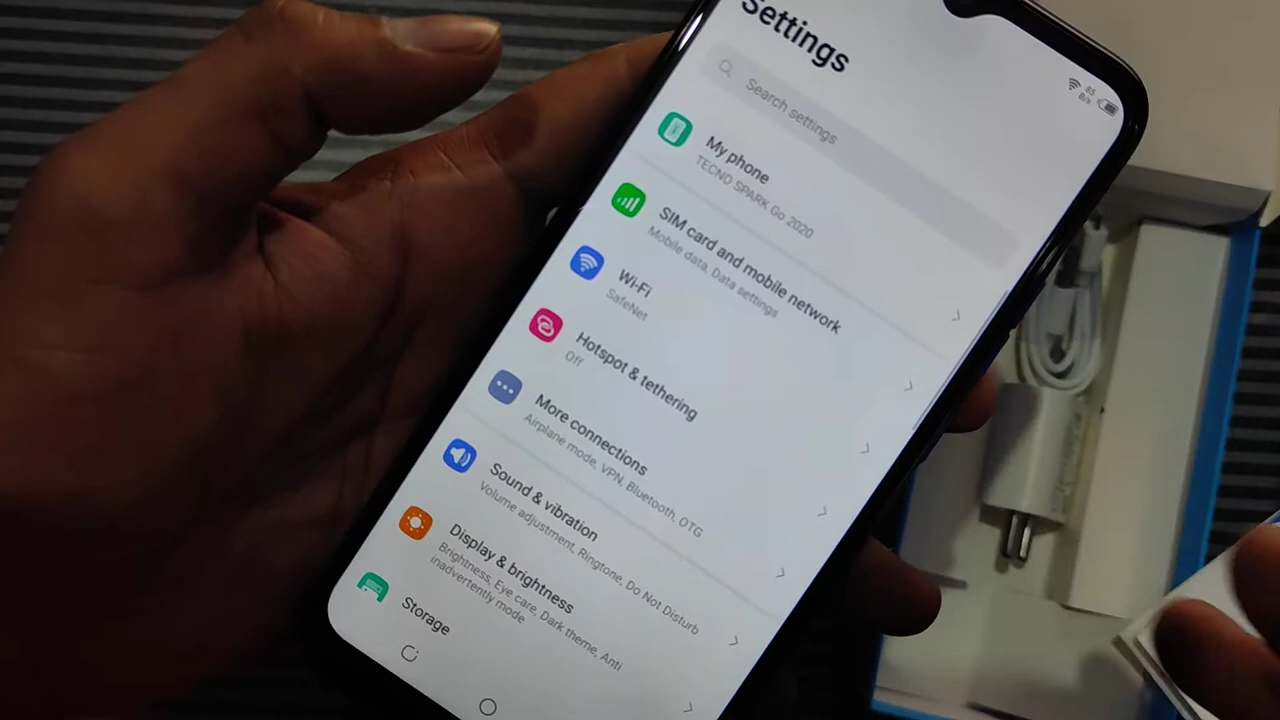 Settings
85
B/s
Search settings
My phone
TECNO SPARK Go 2020
SIM card and mobile network
Mobile data, Data settings
Wi-Fi
SafeNet
Hotspot & tethering
Off
More connections
Airplane mode, VPN, Bluetooth, OTG
Sound & vibration
Volume adjustment, Ringtone, Do Not Disturb
Display & brightness
Brightness, Eye care, Dark theme, Anti
inadvertently mode
Storage